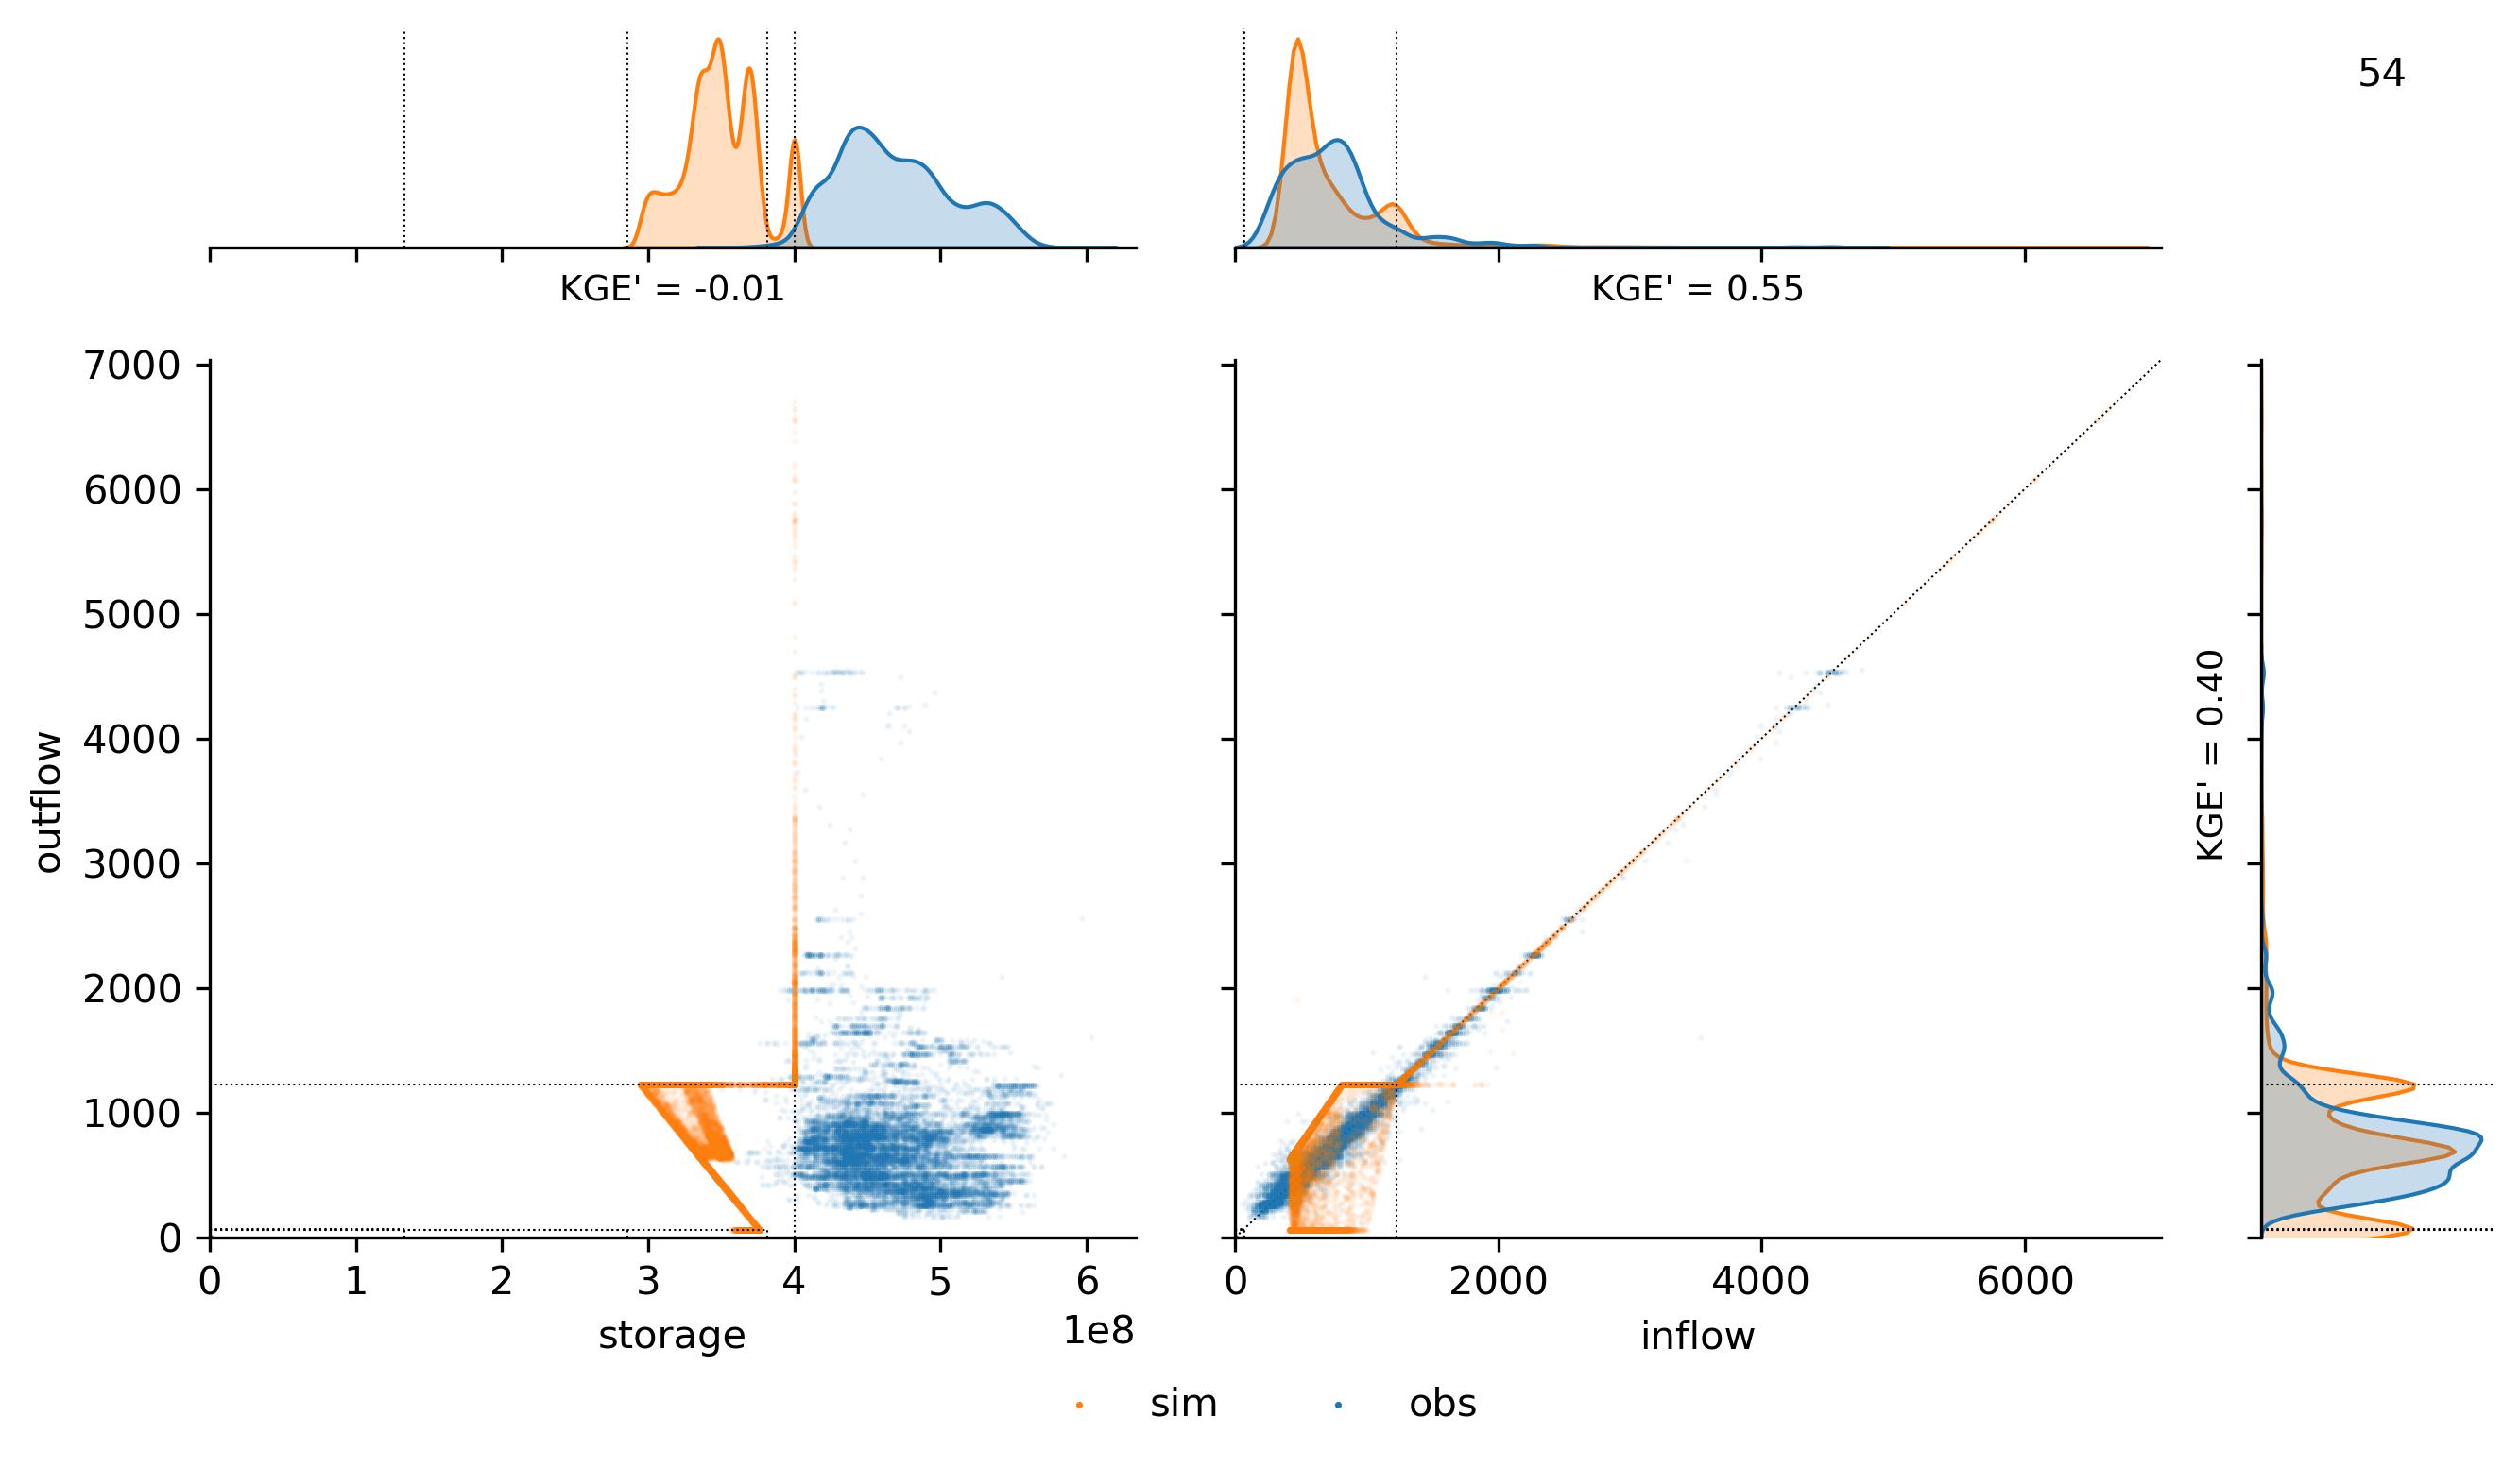 54
KGE' = -0.01
KGE' = 0.55
7000
6000
5000
4000
3000
2000
1000
0
outflow
KGE' = 0.40
0 1 2 3 4 5 6
1e8
storage
0 2000 4000 6000
inflow
sim obs